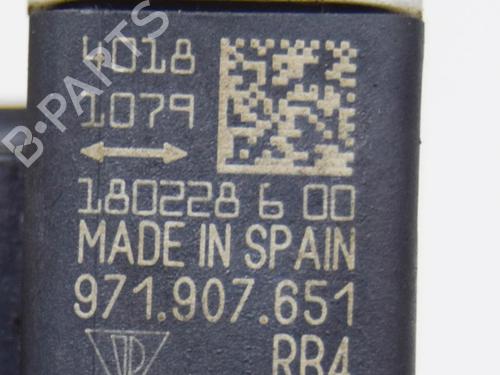 4018
1079
180228 6 00
MADE IN SPAIN
971.907.651
RB4
B-PARTS